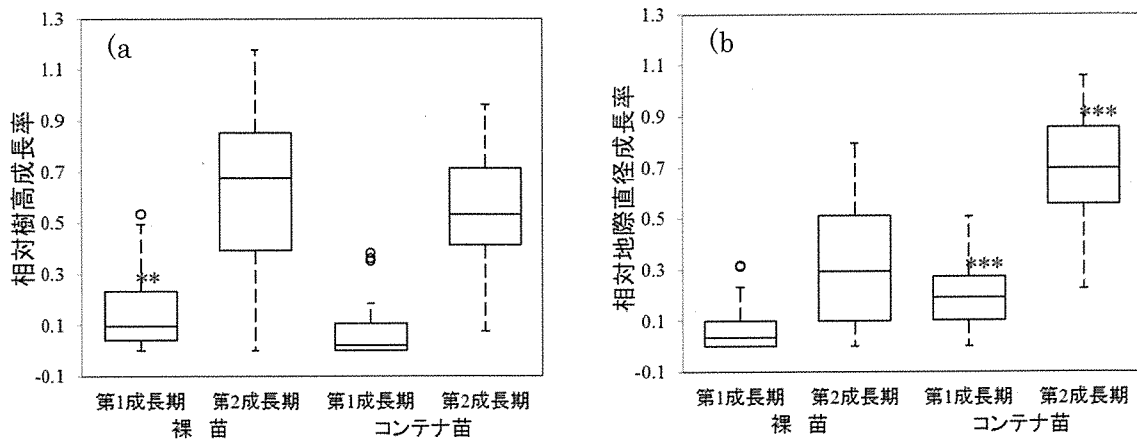 (a
相対樹高成長率
1.3
1.1
0.9
0.7
0.5
0.3
0.1
-0.1
**
第1成長期 第2成長期 第1成長期 第2成長期
裸 苗 コンテナ苗
(b
相対地際直径成長率
1.3
1.1
0.9
0.7
0.5
0.3
0.1
-0.1
***
***
第1成長期 第2成長期 第1成長期 第2成長期
裸 苗 コンテナ苗